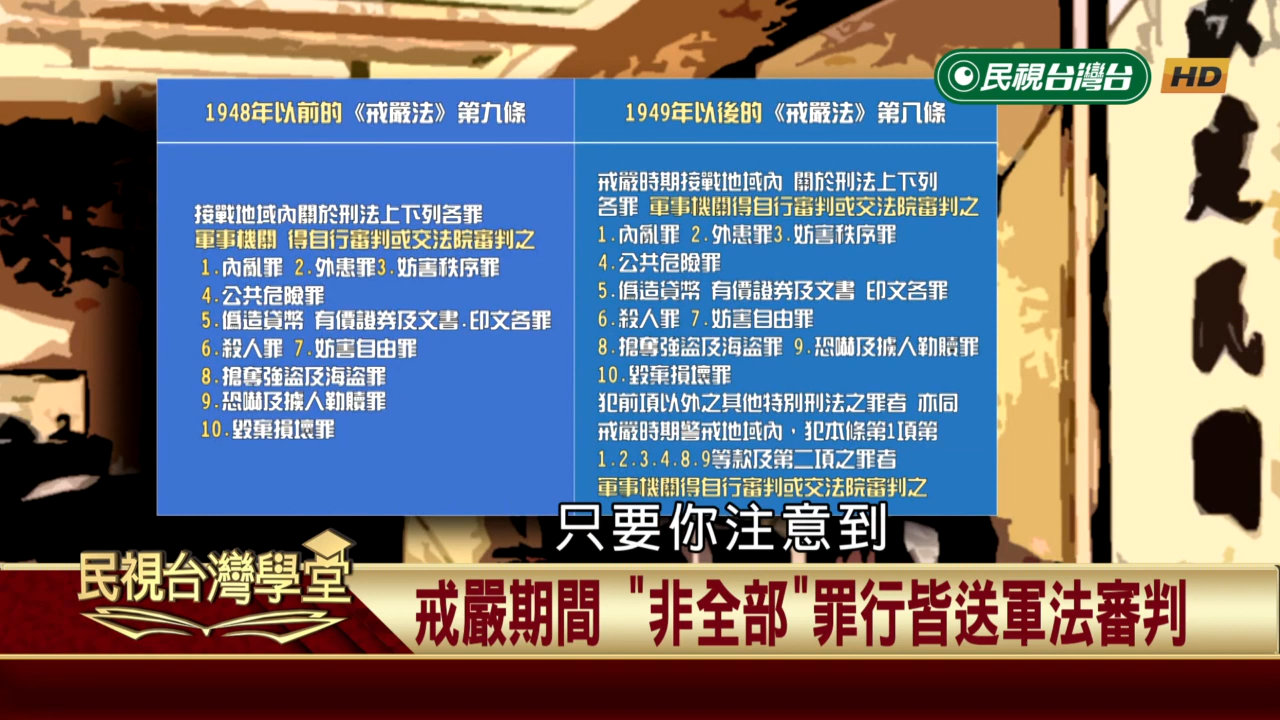 民視台灣台 HD
1948年以前的《戒嚴法》第九條
接戰地域內關於刑法上下列各罪
軍事機關 得自行審判或交法院審判之
1.內亂罪 2.外患罪3.妨害秩序罪
4.公共危險罪
5.偽造貨幣 有價證券及文書.印文各罪
6.殺人罪 7.妨害自由罪
8.搶奪強盜及海盜罪
9.恐嚇及擄人勒贖罪
10.毀棄損壞罪
1949年以後的《戒嚴法》第八條
戒嚴時期接戰地域內 關於刑法上下列
各罪 軍事機關得自行審判或交法院審判之
1.內亂罪 2.外患罪3.妨害秩序罪
4.公共危險罪
5.偽造貨幣 有價證券及文書 印文各罪
6.殺人罪 7.妨害自由罪
8.搶奪強盜及海盜罪 9.恐嚇及擄人勒贖罪
10.毀棄損壞罪
犯前項以外之其他特別刑法之罪者 亦同
戒嚴時期警戒地域內，犯本條第1項第
1.2.3.4.8.9等款及第二項之罪者
軍事機關得自行審判或交法院審判之
只要你注意到
民視台灣學堂
戒嚴期間 "非全部"罪行皆送軍法審判